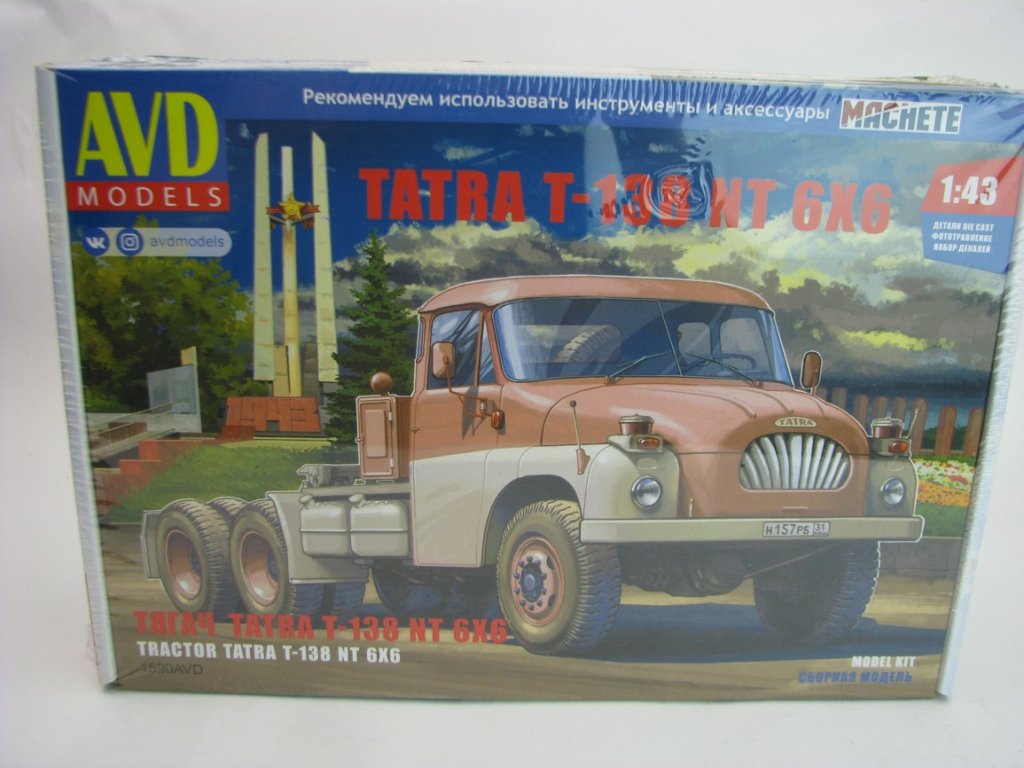 AVD
MODELS
avdmodels
Рекомендуем использовать инструменты и аксессуары MACHETE
TATRA T-138 NT 6X6
1:43
ДЕТАЛИ DIE CAST
ФОТОТРАВЛЕНИЕ
НАБОР ДЕКАЛЕЙ
1943
TATRA
Н157РБ 31
ТЯГАЧ TATRA T-138 NT 6X6
TRACTOR TATRA T-138 NT 6X6
1590AVD
MODEL KIT
СБОРНАЯ МОДЕЛЬ